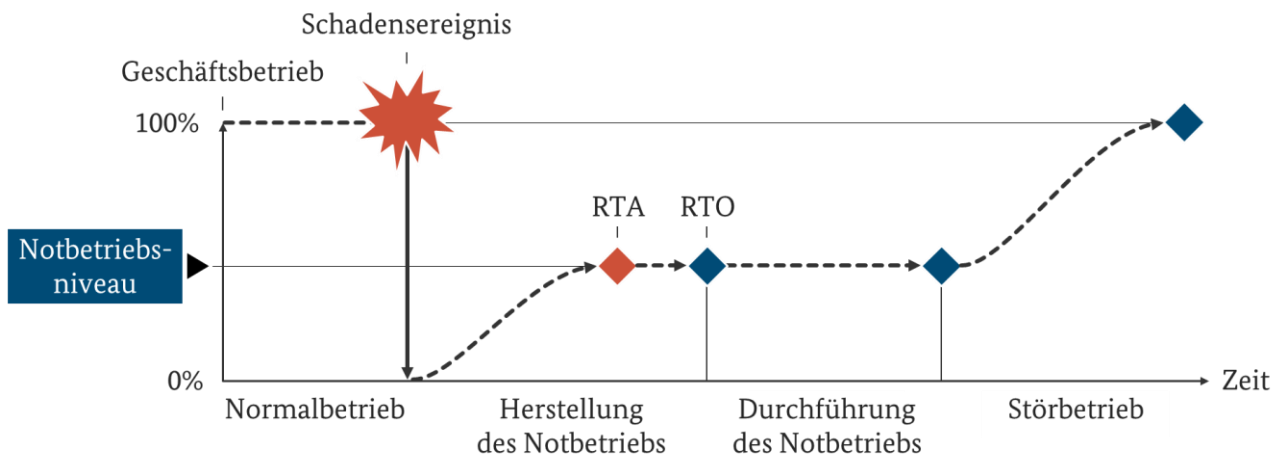 Schadensereignis
Geschäftsbetrieb
100%
RTA
RTO
Notbetriebs-
niveau
0%
Zeit
Normalbetrieb
Herstellung
des Notbetriebs
Durchführung
des Notbetriebs
Störbetrieb